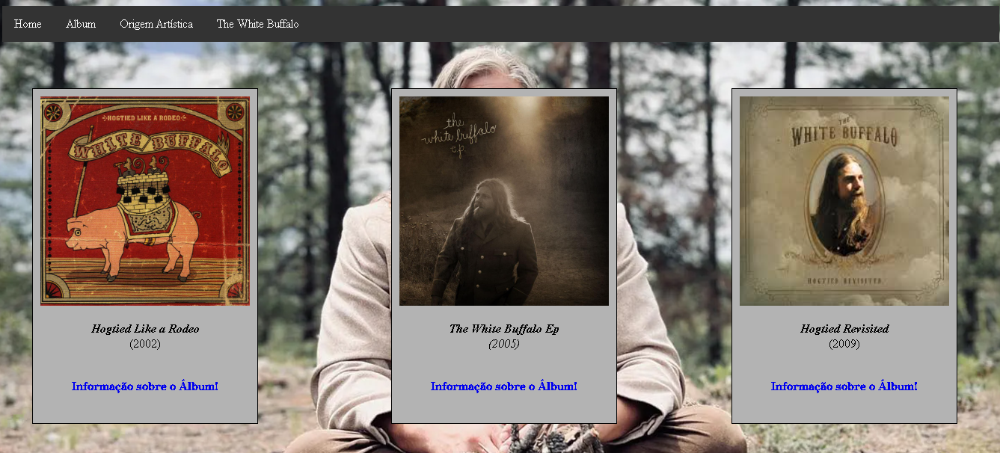 Home Album Origem Artística The White Buffalo
HOGTIED LIKE A RODEO
WHITE BUFFALO
the
white buffalo
e.p.
THE
WHITE BUFFALO
HOGTIED REVISITED
Hogtied Like a Rodeo
(2002)
Informação sobre o Álbum!
The White Buffalo Ep
(2005)
Informação sobre o Álbum!
Hogtied Revisited
(2009)
Informação sobre o Álbum!